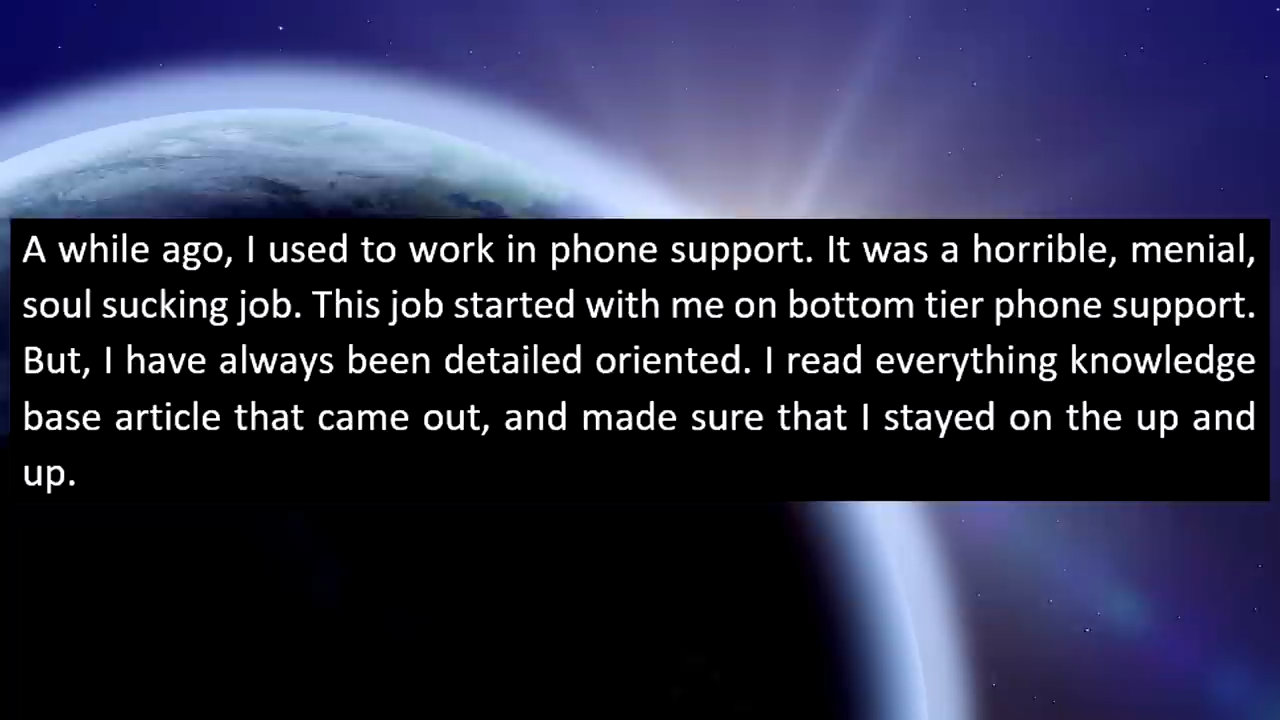 A while ago, I used to work in phone support. It was a horrible, menial,
soul sucking job. This job started with me on bottom tier phone support.
But, I have always been detailed oriented. I read everything knowledge
base article that came out, and made sure that I stayed on the up and
up.